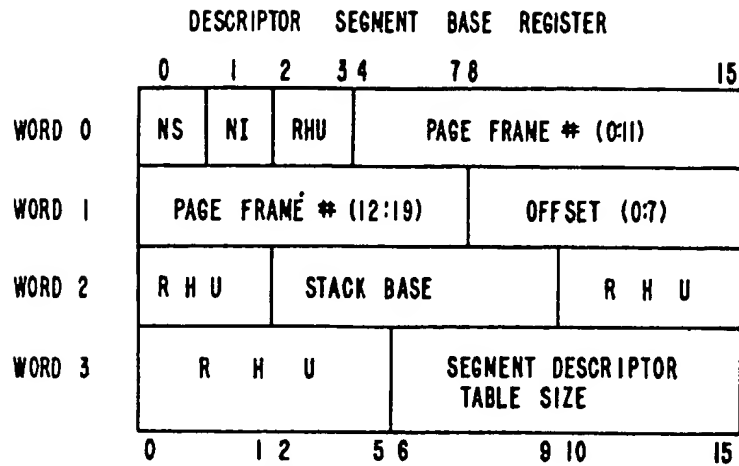 DESCRIPTOR SEGMENT BASE REGISTER
0 1 2 3 4 7 8 15
WORD 0 NS NI RHU PAGE FRAME # (0:11)
WORD 1 PAGE FRAME # (12:19) OFFSET (0:7)
WORD 2 R H U STACK BASE R H U
WORD 3 R H U SEGMENT DESCRIPTOR
TABLE SIZE
0 1 2 5 6 9 10 15